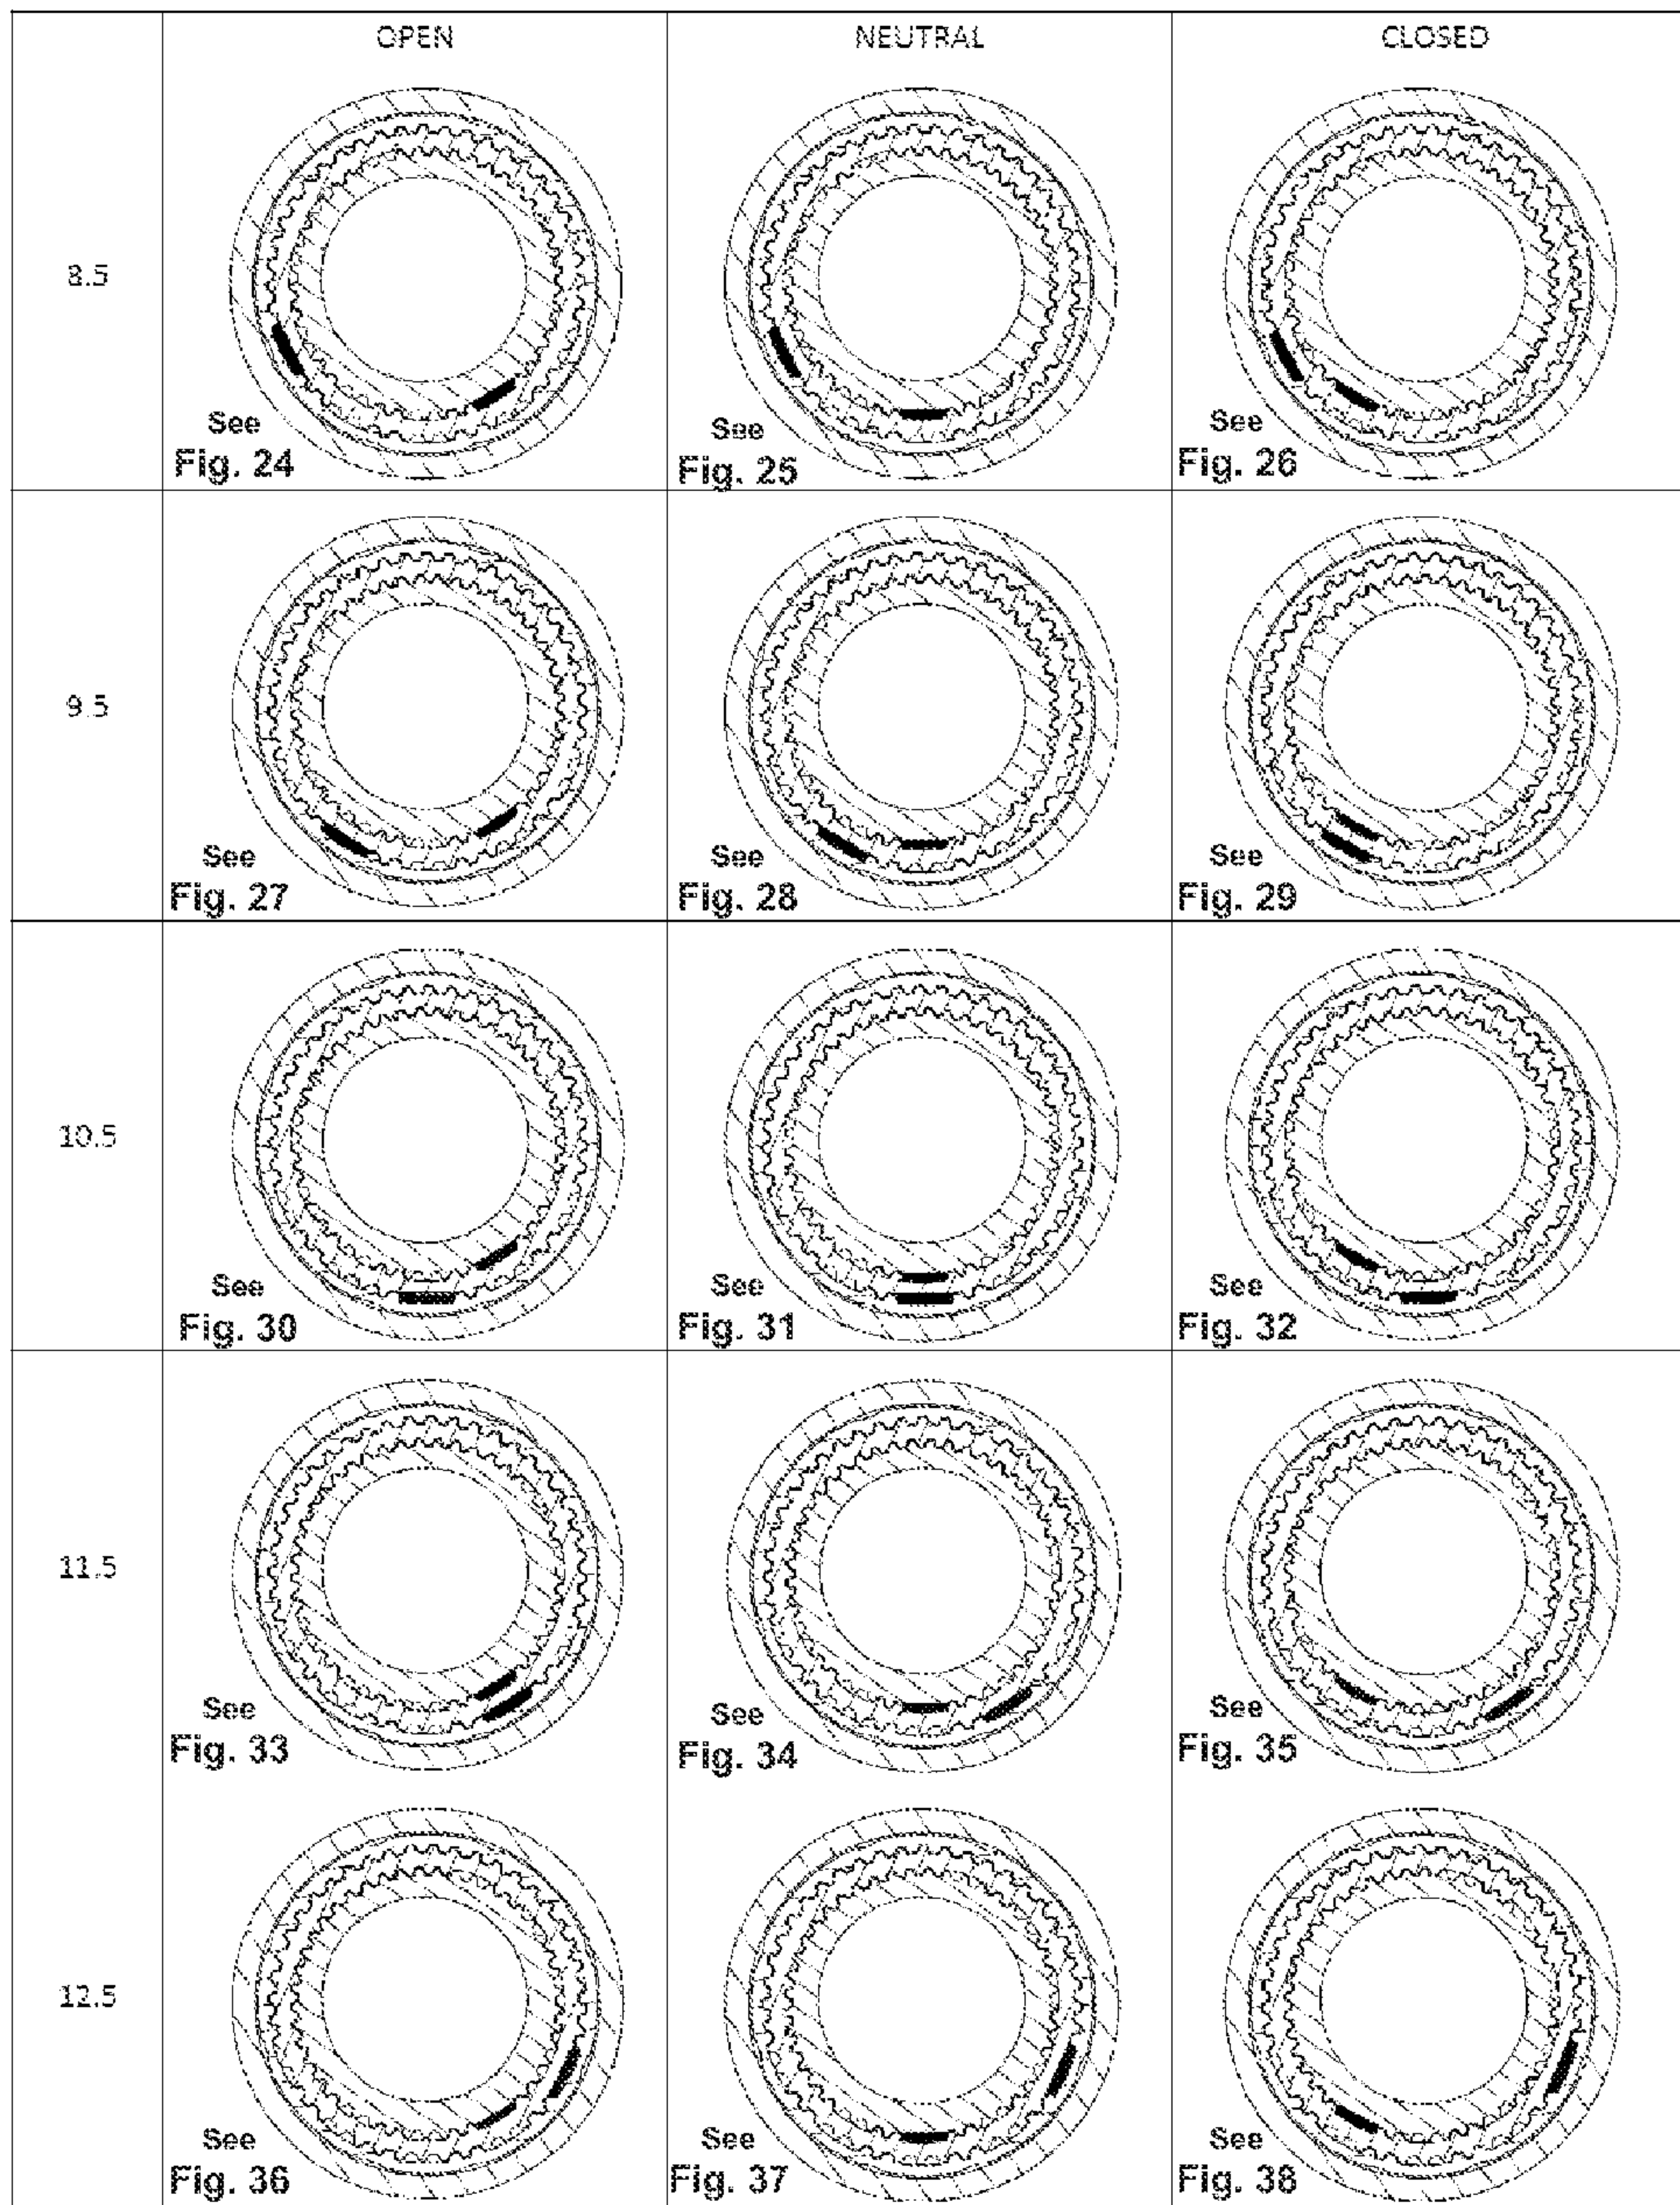 OPEN NEUTRAL CLOSED
8.5
See
Fig. 24
See
Fig. 25
See
Fig. 26
9.5
See
Fig. 27
See
Fig. 28
See
Fig. 29
10.5
See
Fig. 30
See
Fig. 31
See
Fig. 32
11.5
See
Fig. 33
See
Fig. 34
See
Fig. 35
12.5
See
Fig. 36
See
Fig. 37
See
Fig. 38